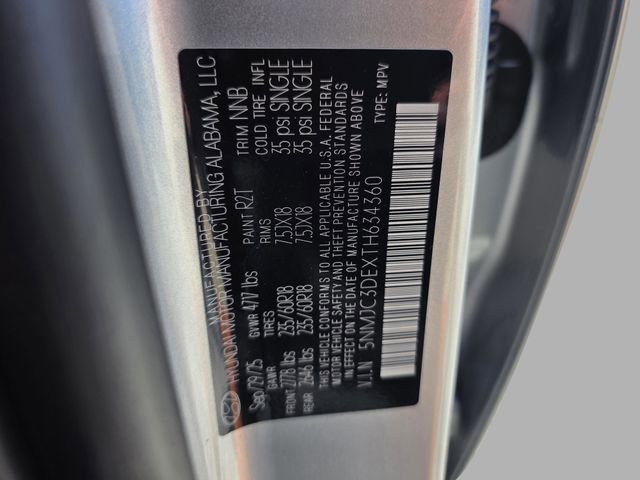 MANUFACTURED BY
HYUNDAI MOTOR MANUFACTURING ALABAMA, LLC
Sep/29/25 GVWR 4717 lbs PAINT R2T TRIM NNB
GAWR TIRES RIMS COLD TIRE INFL
FRONT 2778 lbs 235/60R18 7.5JX18 35 psi SINGLE
REAR 2646 lbs 235/60R18 7.5JX18 35 psi SINGLE
THIS VEHICLE CONFORMS TO ALL APPLICABLE U.S.A. FEDERAL
MOTOR VEHICLE SAFETY AND THEFT PREVENTION STANDARDS
IN EFFECT ON THE DATE OF MANUFACTURE SHOWN ABOVE
V.I.N 5NMJC3DEXTH634360 TYPE: MPV